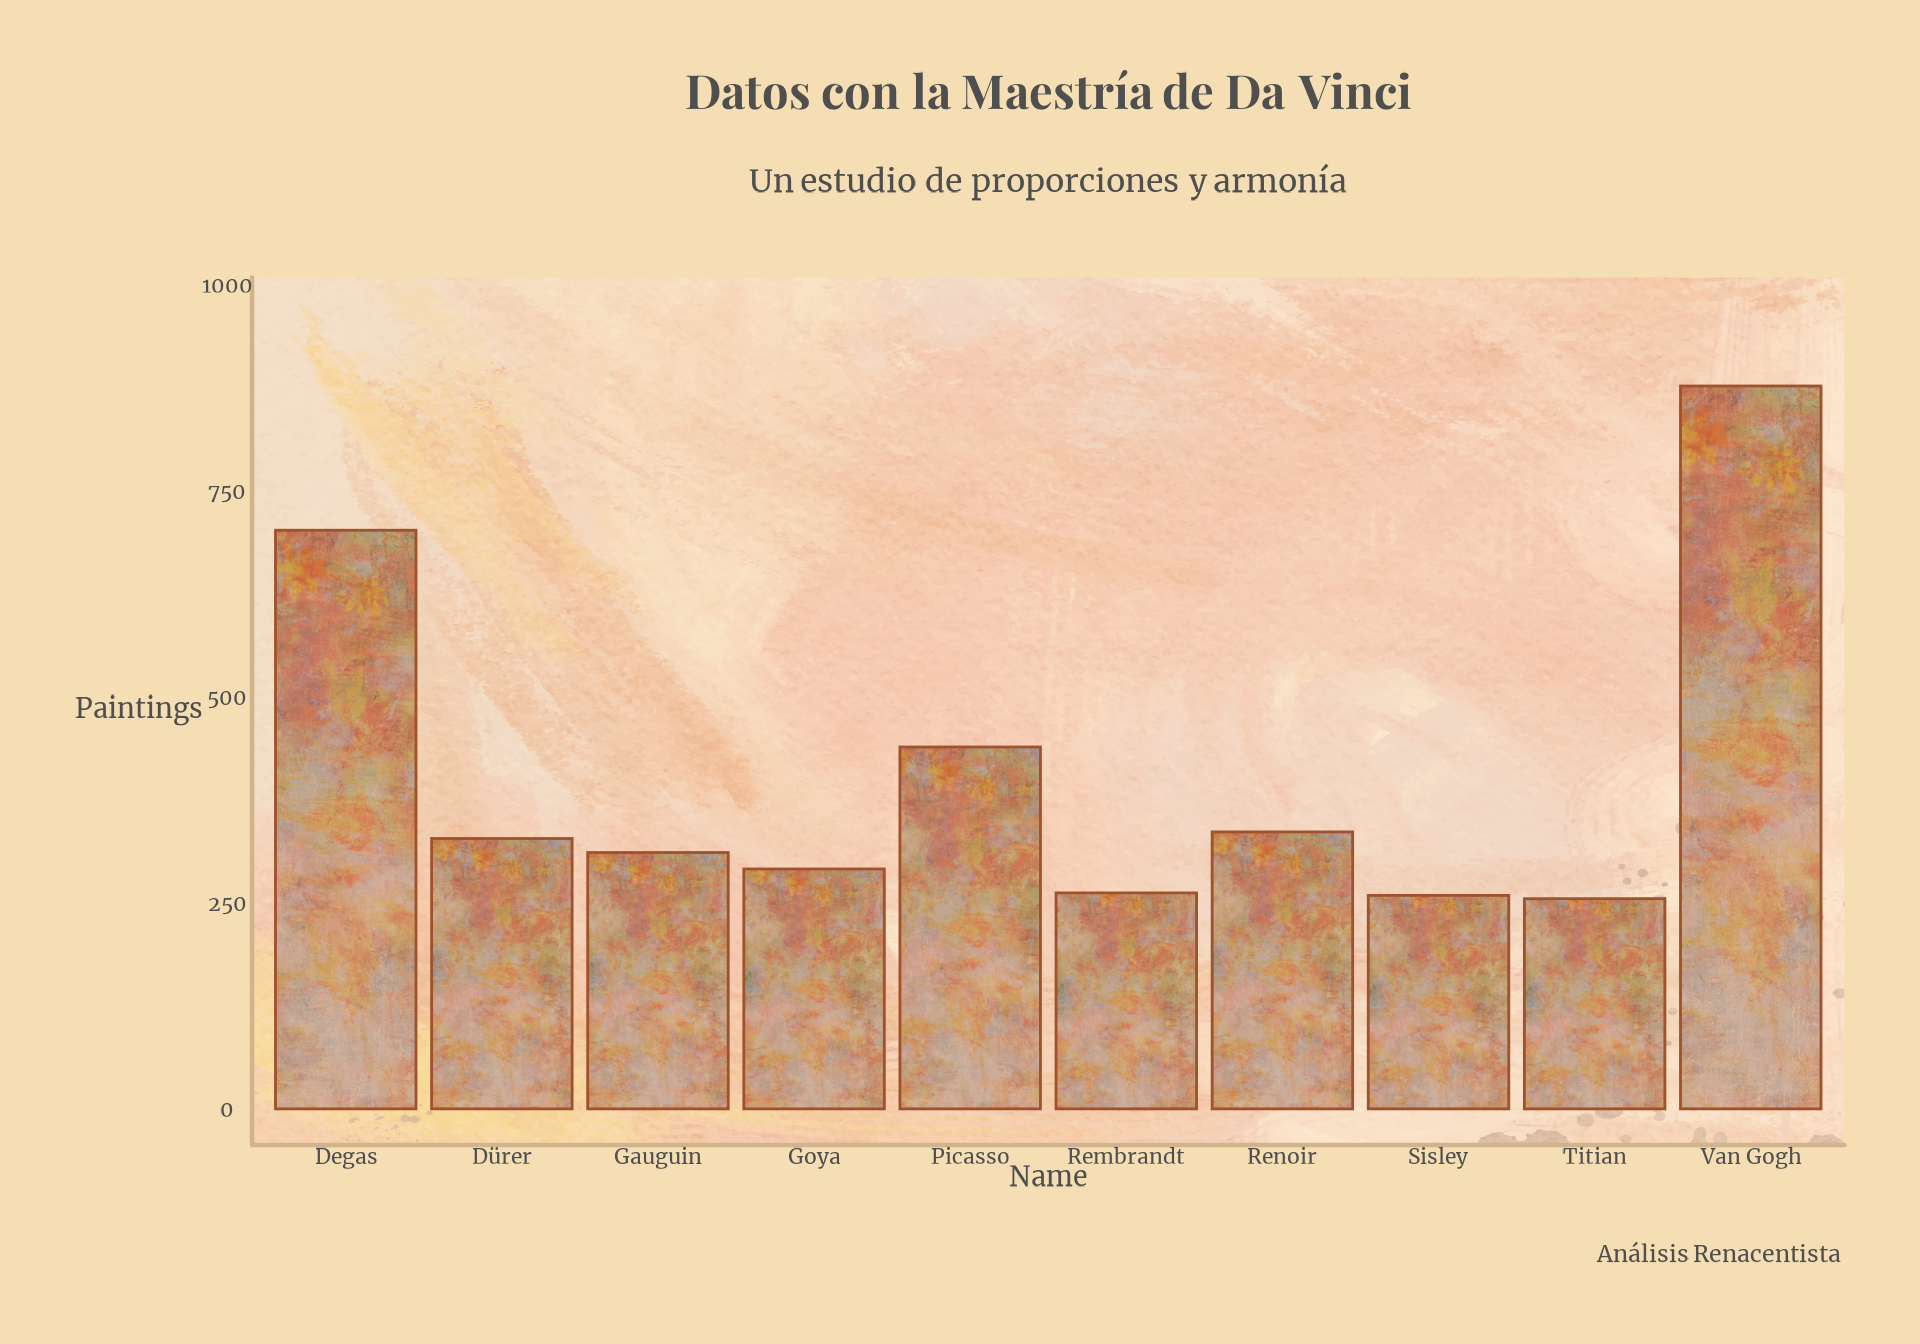 Datos con la Maestría de Da Vinci
Un estudio de proporciones y armonía
1000
750
500
250
0
Paintings
Degas
Dürer
Gauguin
Goya
Picasso
Rembrandt
Renoir
Sisley
Titian
Van Gogh
Name
Análisis Renacentista